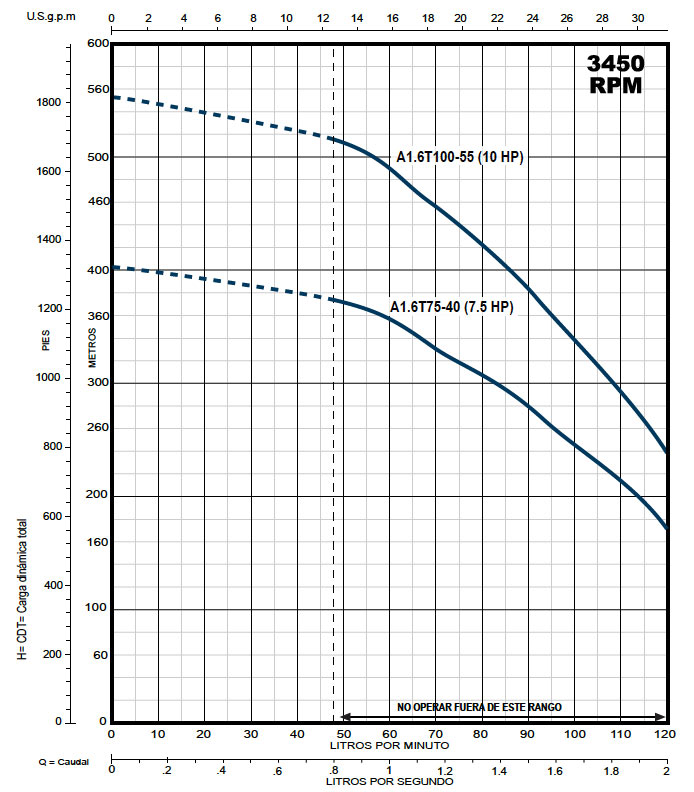 U.S.g.p.m
0 2 4 6 8 10 12 14 16 18 20 22 24 26 28 30
3450
RPM
600
560
500
460
400
360
300
260
200
160
100
60
0
METROS
1800
1600
1400
1200
1000
800
600
400
200
0
PIES
H= CDT= Carga dinámica total
A1.6T100-55 (10 HP)
A1.6T75-40 (7.5 HP)
NO OPERAR FUERA DE ESTE RANGO
0 10 20 30 40 50 60 70 80 90 100 110 120
LITROS POR MINUTO
Q = Caudal
0 .2 .4 .6 .8 1 1.2 1.4 1.6 1.8 2
LITROS POR SEGUNDO